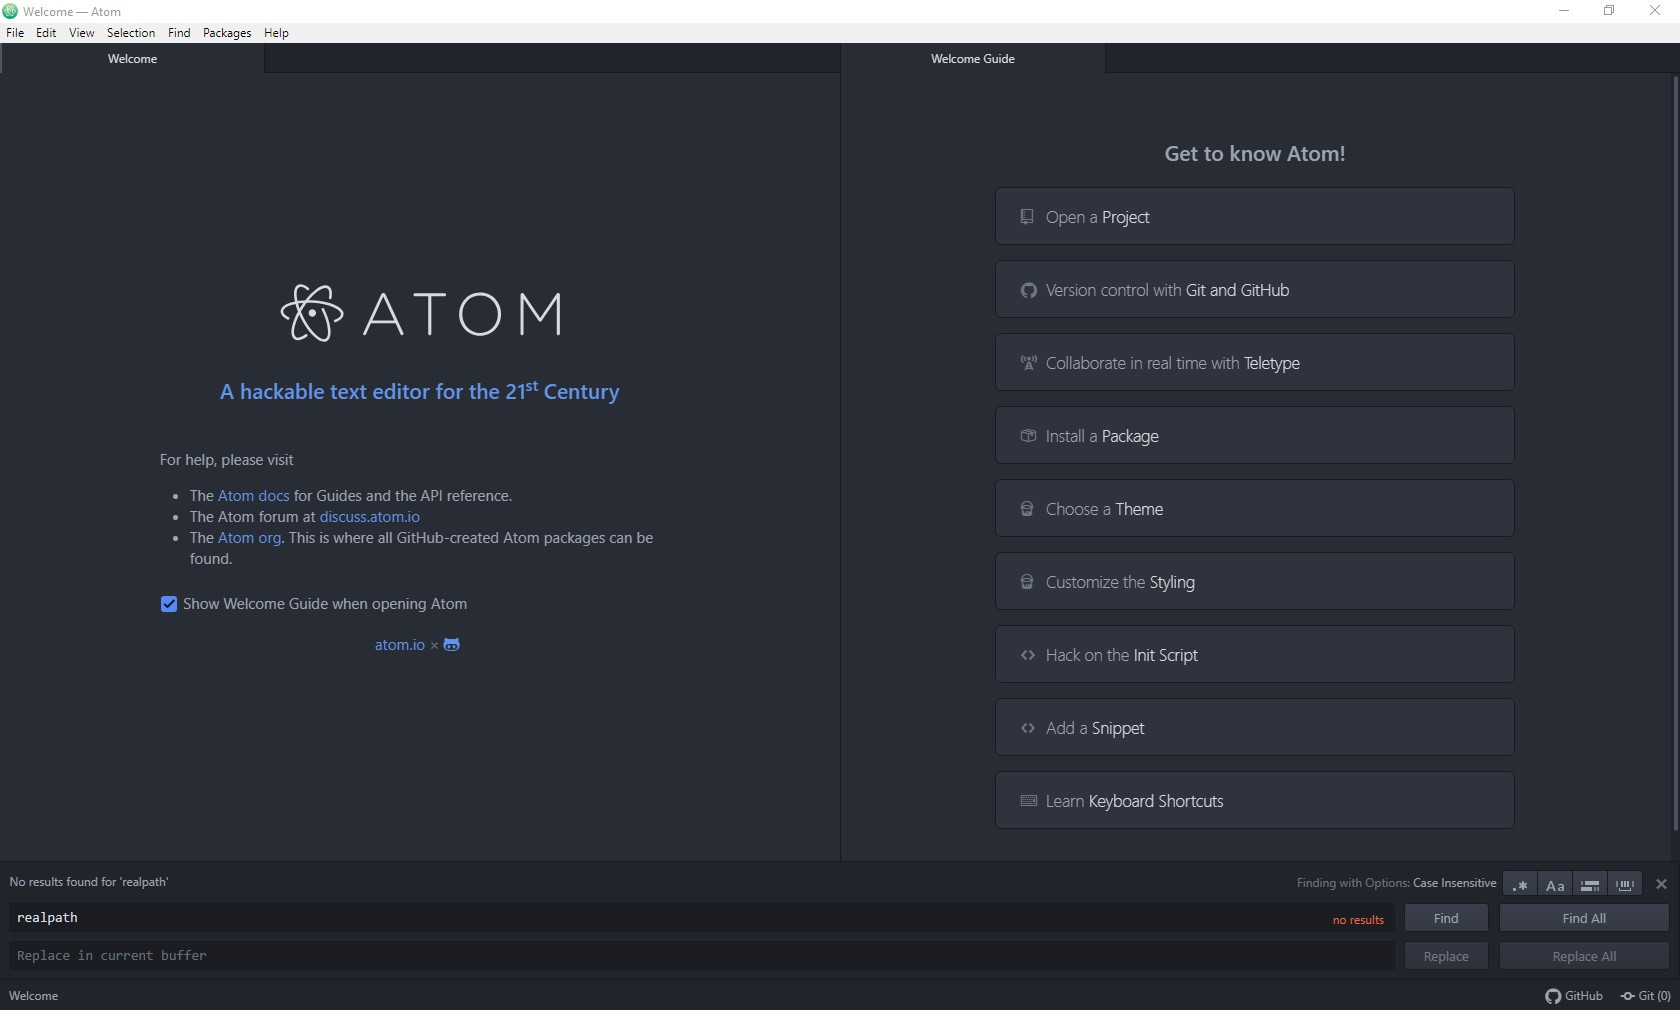 Welcome — Atom
File Edit View Selection Find Packages Help
Welcome
Welcome Guide
ATOM
A hackable text editor for the 21st Century
For help, please visit
The Atom docs for Guides and the API reference.
The Atom forum at discuss.atom.io
The Atom org. This is where all GitHub-created Atom packages can be
found.
Show Welcome Guide when opening Atom
atom.io ×
Get to know Atom!
Open a Project
Version control with Git and GitHub
Collaborate in real time with Teletype
Install a Package
Choose a Theme
Customize the Styling
Hack on the Init Script
Add a Snippet
Learn Keyboard Shortcuts
No results found for 'realpath'
Finding with Options: Case Insensitive
.* Aa
realpath
no results
Find
Find All
Replace in current buffer
Replace
Replace All
Welcome
GitHub
Git (0)